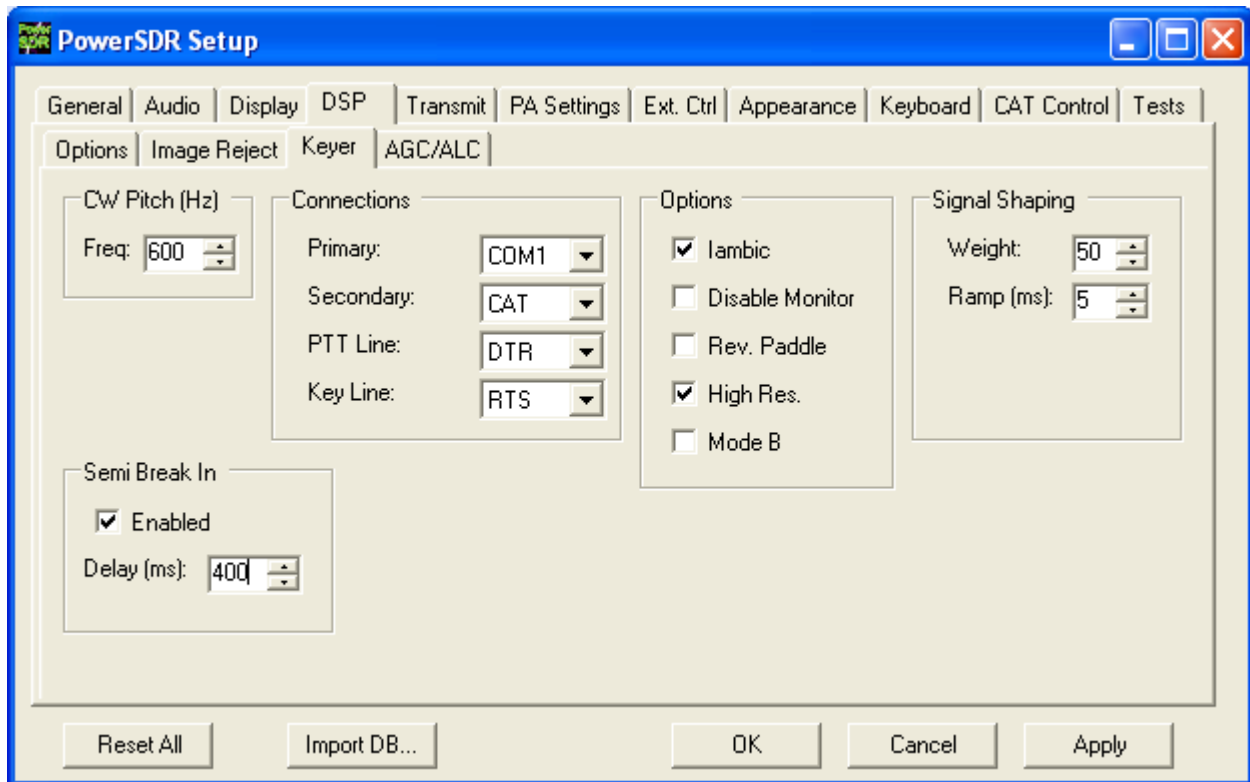 Power SDR PowerSDR Setup
General Audio Display DSP Transmit PA Settings Ext. Ctrl Appearance Keyboard CAT Control Tests
Options Image Reject Keyer AGC/ALC
CW Pitch (Hz)
Freq: 600
Connections
Primary: COM1
Secondary: CAT
PTT Line: DTR
Key Line: RTS
Options
Iambic
Disable Monitor
Rev. Paddle
High Res.
Mode B
Signal Shaping
Weight: 50
Ramp (ms): 5
Semi Break In
Enabled
Delay (ms): 400
Reset All Import DB... OK Cancel Apply